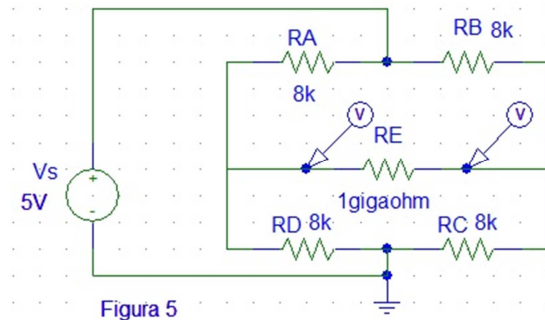 RA
RB 8k
8k
V
V
RE
Vs
+
5V
-
1gigaohm
RD 8k
RC 8k
Figura 5